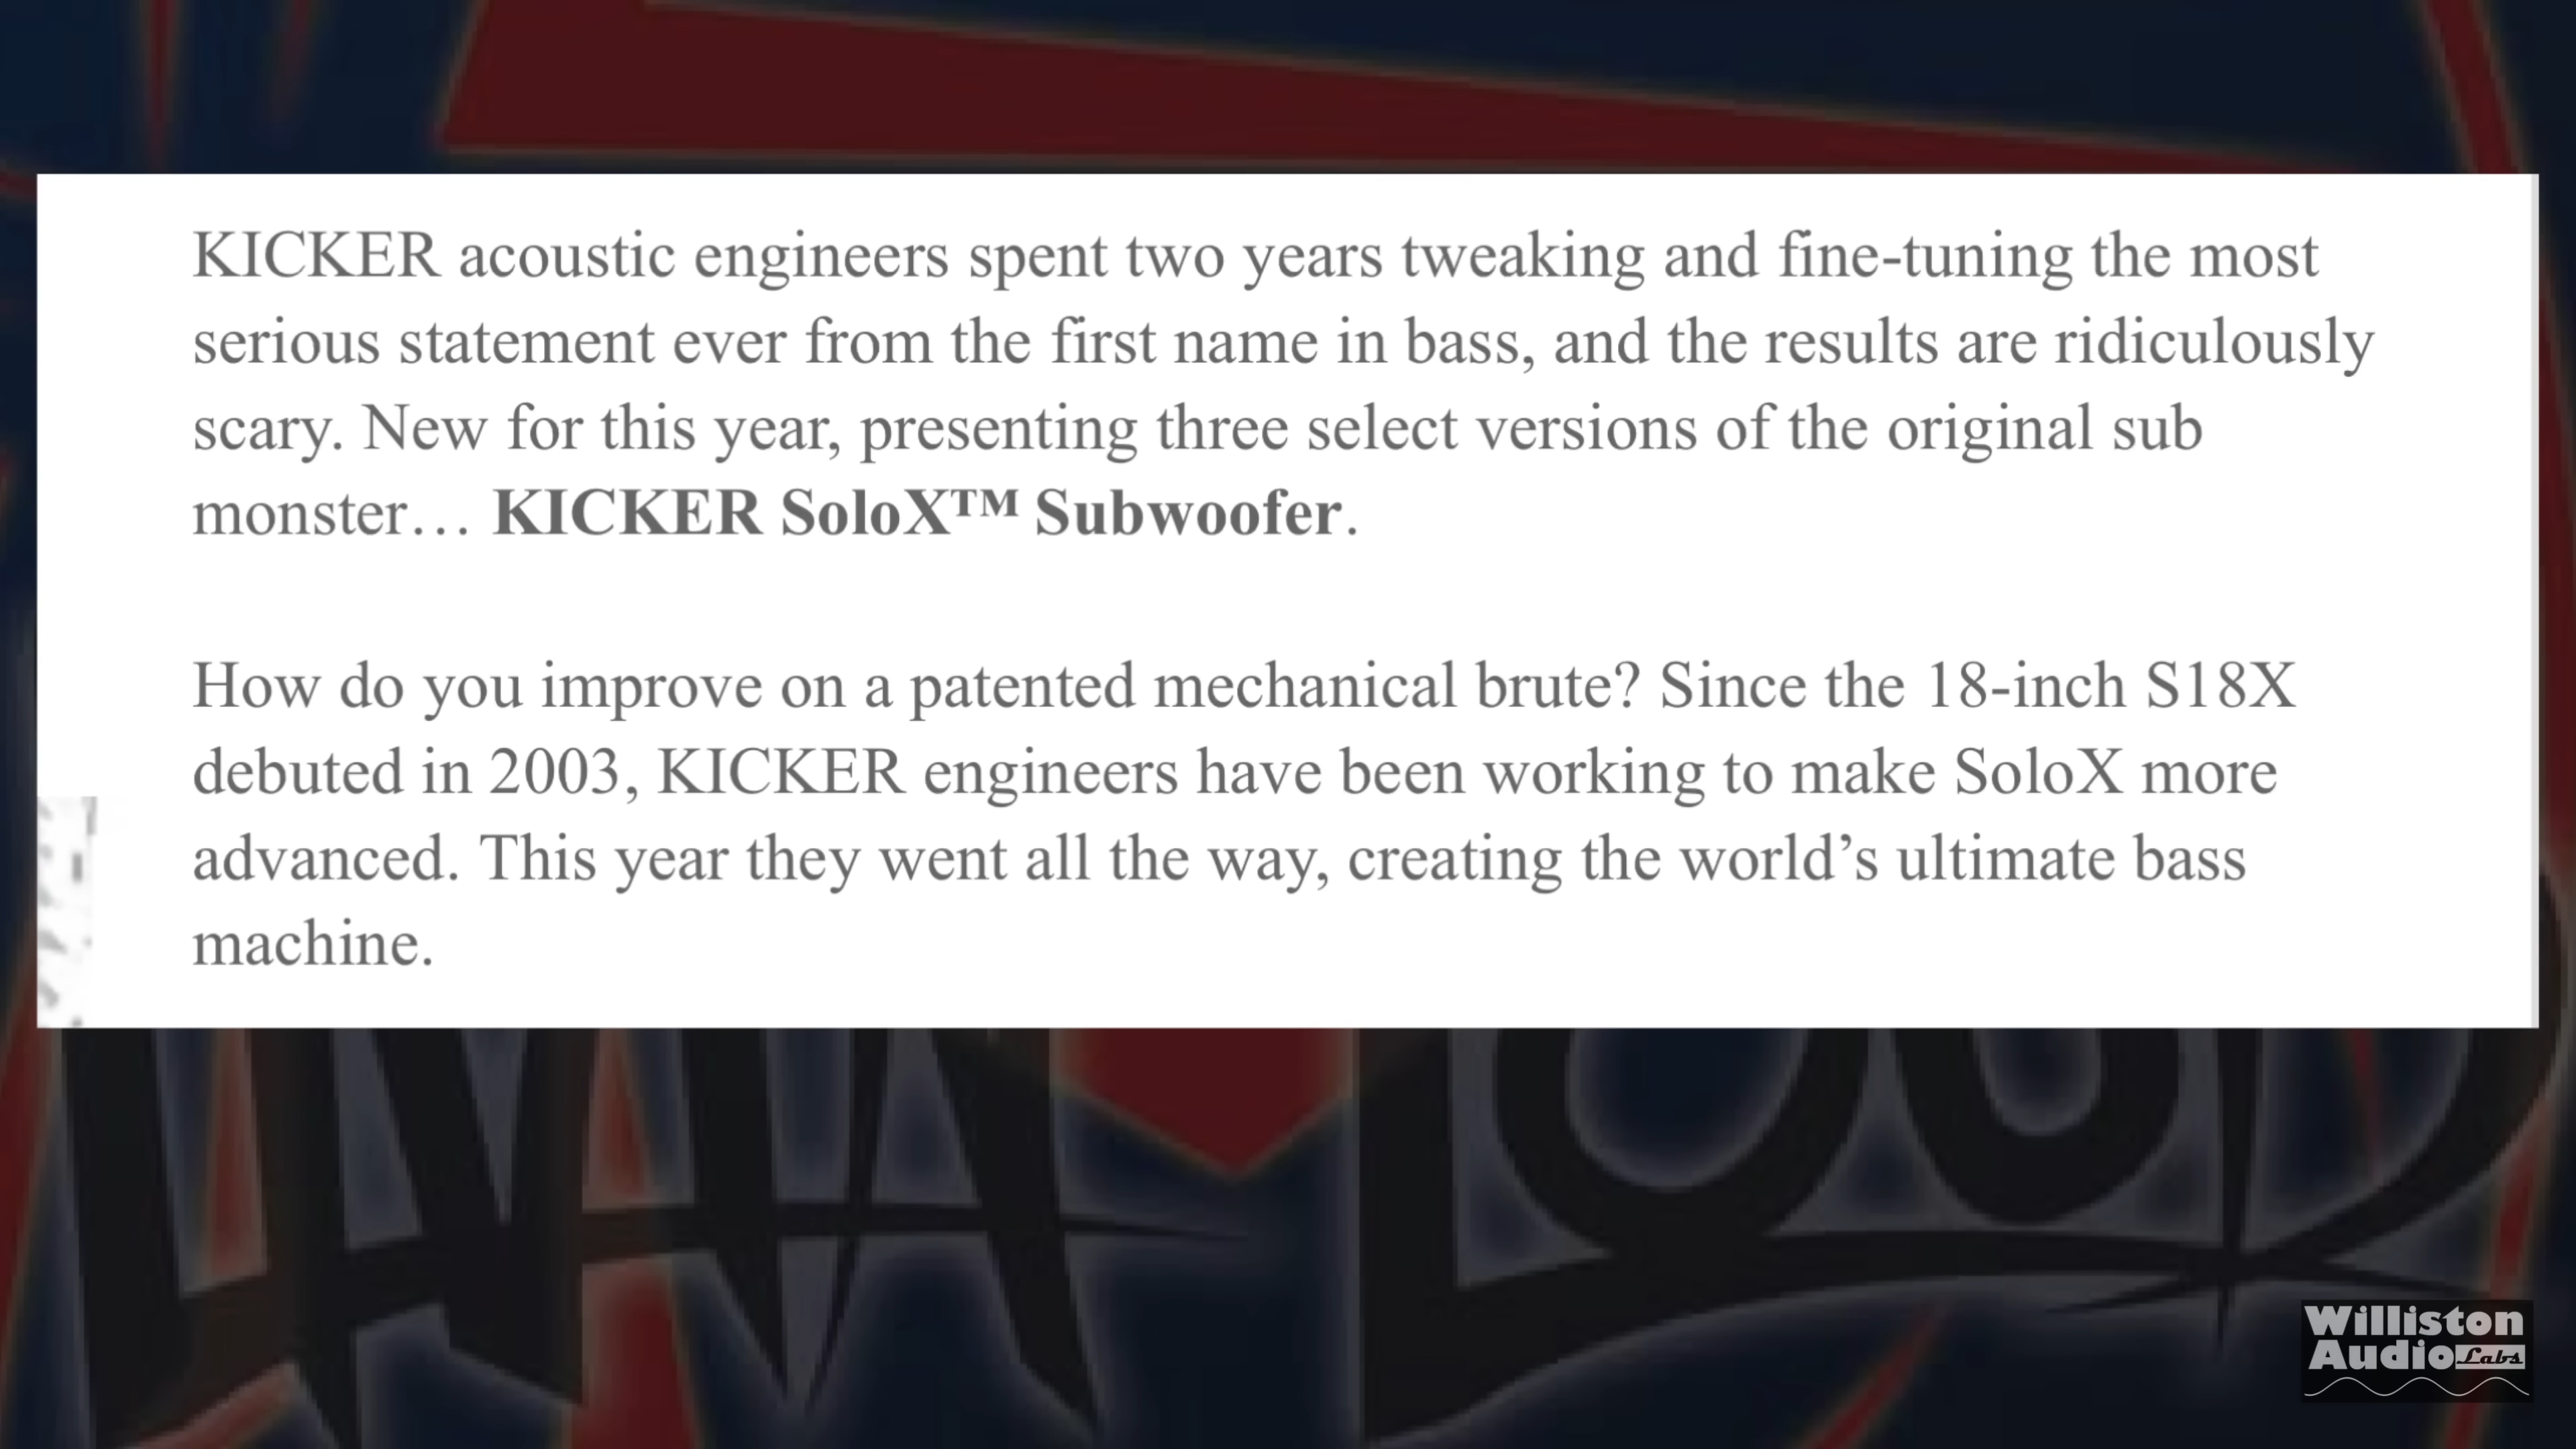 KICKER acoustic engineers spent two years tweaking and fine-tuning the most
serious statement ever from the first name in bass, and the results are ridiculously
scary. New for this year, presenting three select versions of the original sub
monster… KICKER SoloX™ Subwoofer.
How do you improve on a patented mechanical brute? Since the 18-inch S18X
debuted in 2003, KICKER engineers have been working to make SoloX more
advanced. This year they went all the way, creating the world’s ultimate bass
machine.
Williston
Audio Labs